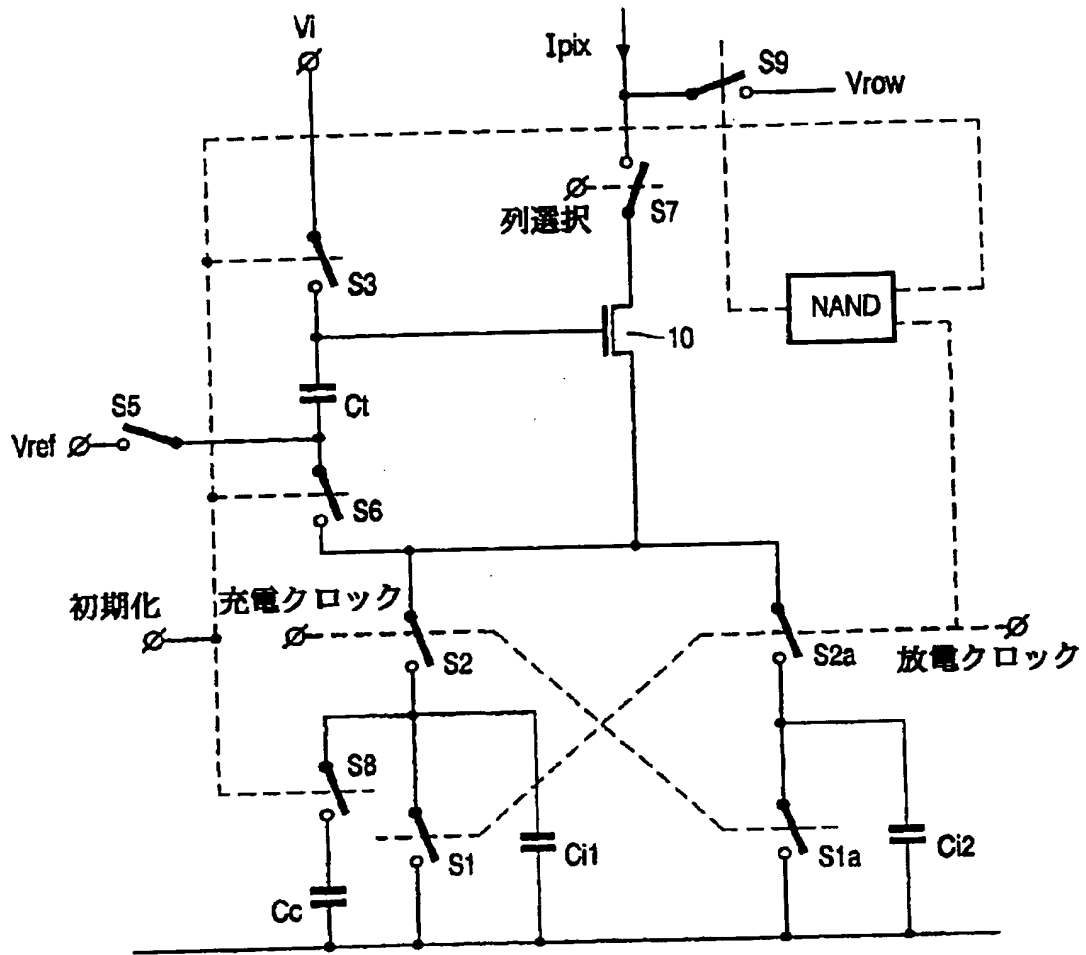 Vi
Ipix
S9
Vrow
列選択
S7
S3
NAND
10
Ct
S5
Vref
S6
初期化
充電クロック
S2
S2a
放電クロック
S8
S1
Ci1
S1a
Ci2
Cc